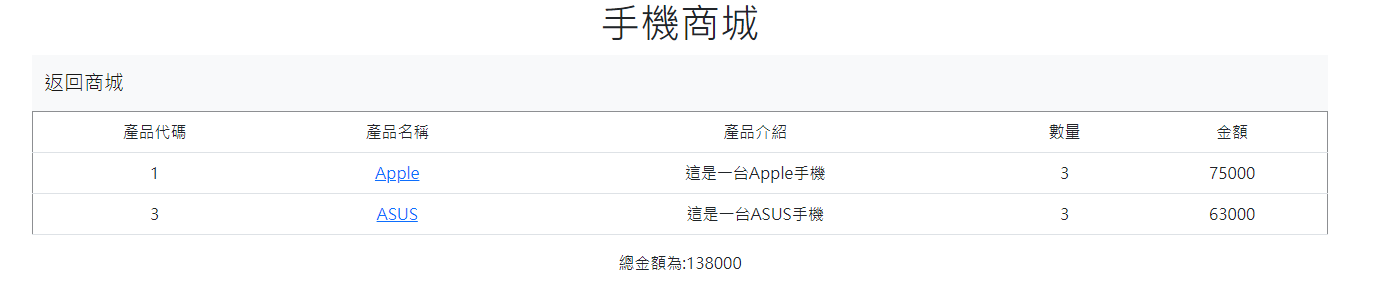 手機商城
返回商城
產品代碼 產品名稱 產品介紹 數量 金額
1 Apple 這是一台Apple手機 3 75000
3 ASUS 這是一台ASUS手機 3 63000
總金額為:138000